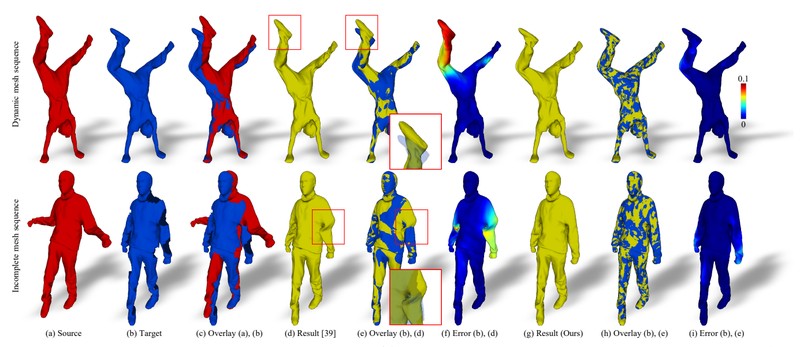 Dynamic mesh sequence
0.1
0
Incomplete mesh sequence
(a) Source
(b) Target
(c) Overlay (a), (b)
(d) Result [39]
(e) Overlay (b), (d)
(f) Error (b), (d)
(g) Result (Ours)
(h) Overlay (b), (e)
(i) Error (b), (e)